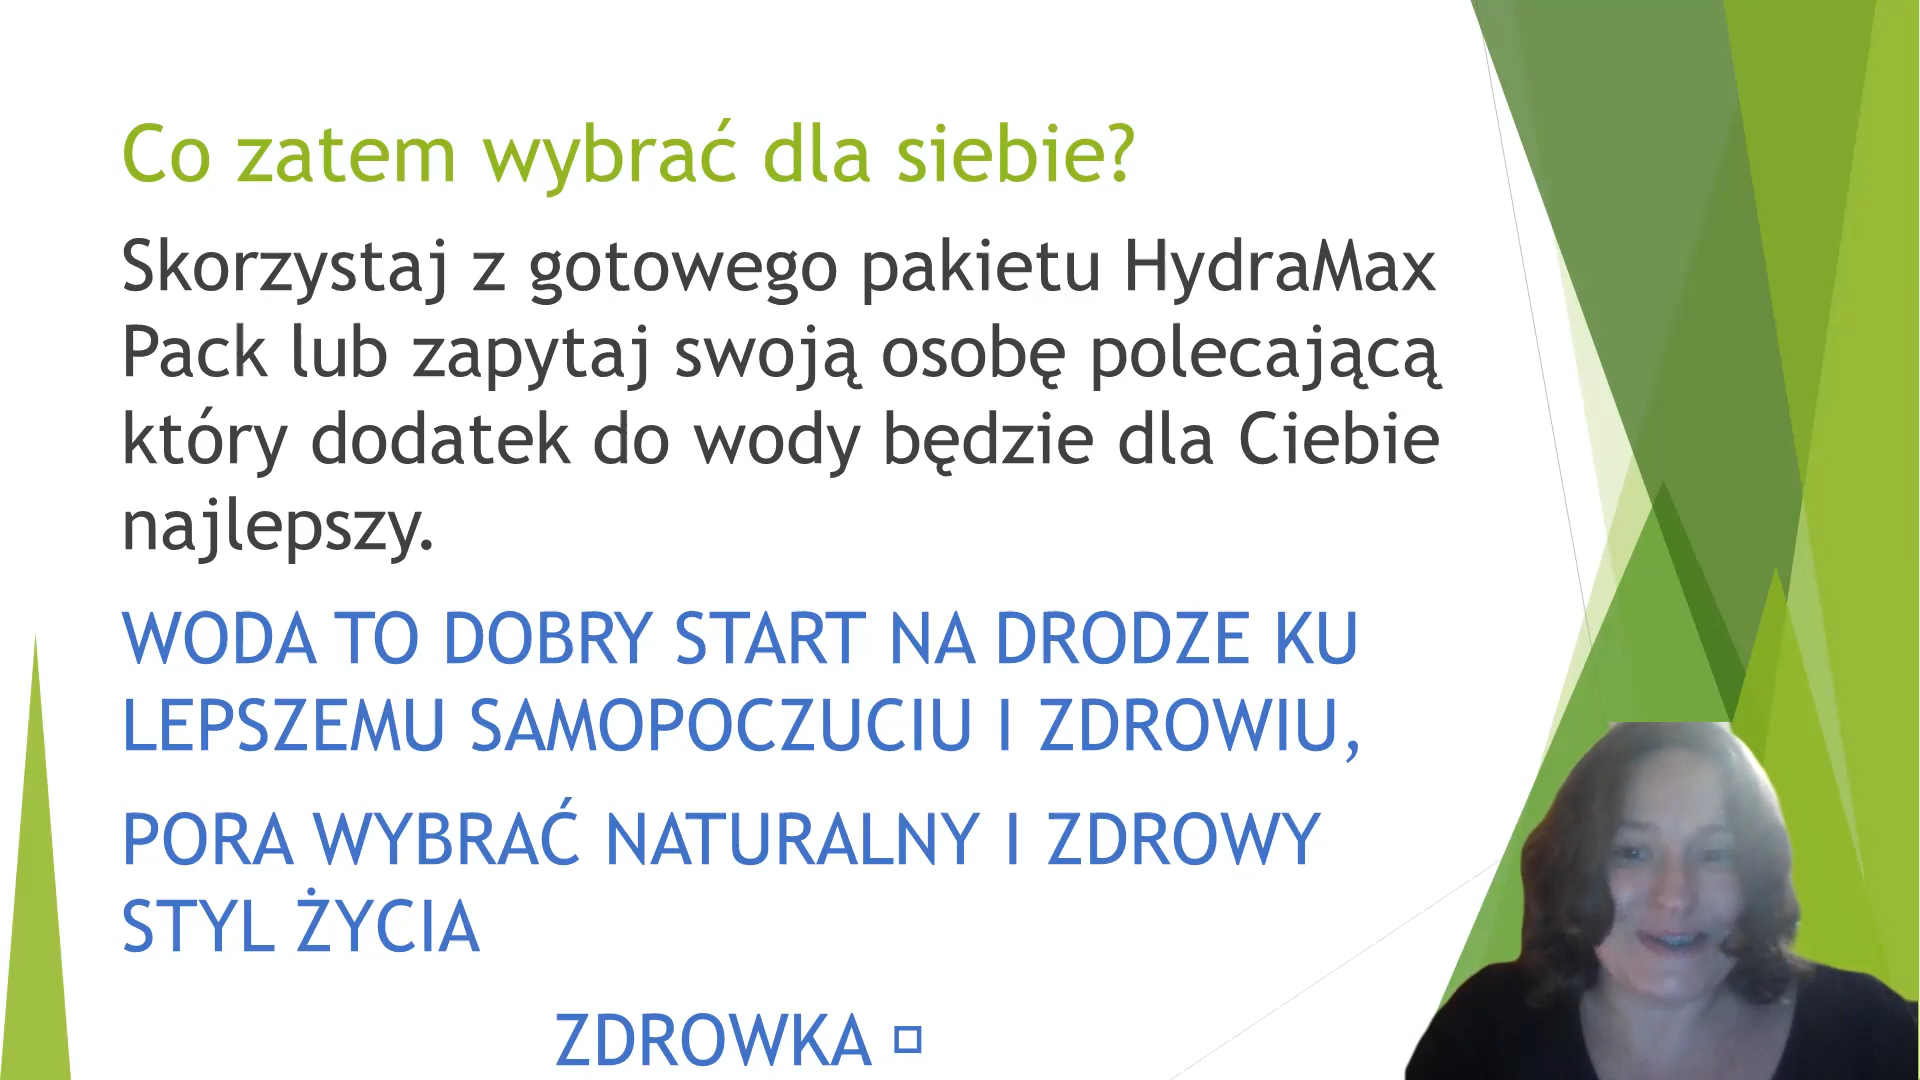 Co zatem wybrać dla siebie?
Skorzystaj z gotowego pakietu HydraMax
Pack lub zapytaj swoją osobę polecającą
który dodatek do wody będzie dla Ciebie
najlepszy.
WODA TO DOBRY START NA DRODZE KU
LEPSZEMU SAMOPOCZUCIU I ZDROWIU,
PORA WYBRAĆ NATURALNY I ZDROWY
STYL ŻYCIA
ZDROWKA